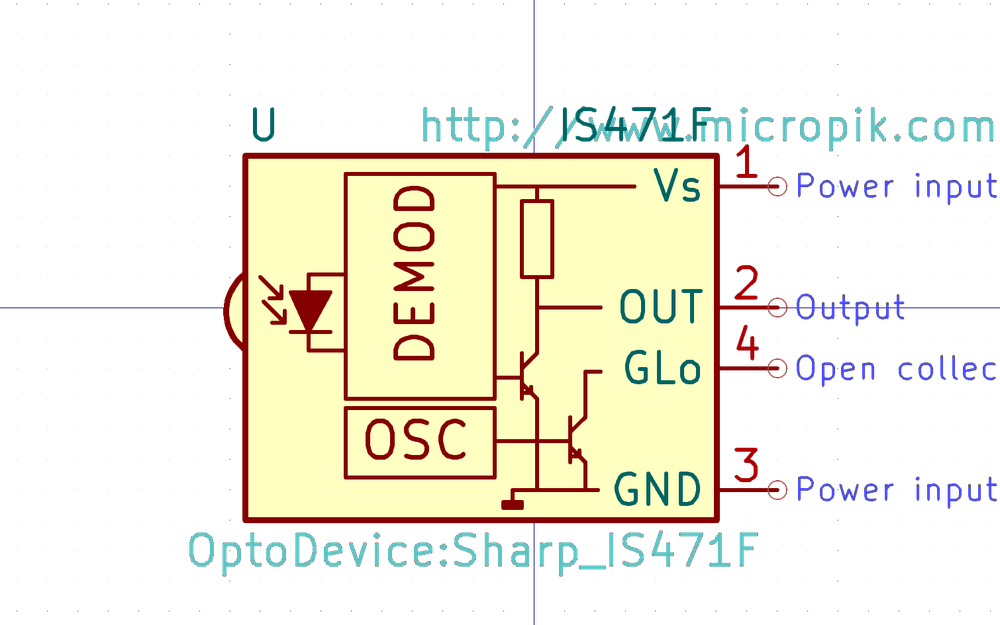 U
http://www.micropik.com
IS471F
1
Vs
Power input
DEMOD
2
OUT
Output
4
GLo
Open collec
OSC
3
GND
Power input
OptoDevice:Sharp_IS471F